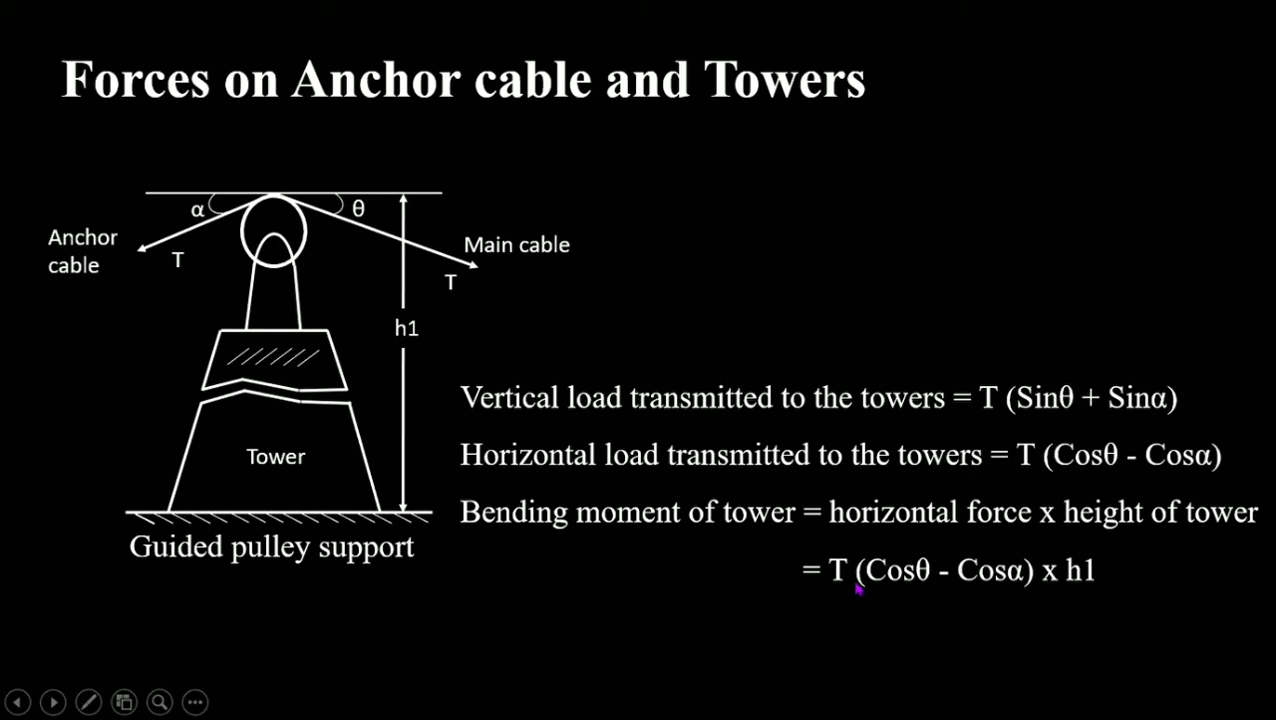 Forces on Anchor cable and Towers
α
θ
Anchor
cable
T
Main cable
T
h1
Vertical load transmitted to the towers = T (Sinθ + Sinα)
Horizontal load transmitted to the towers = T (Cosθ - Cosα)
Tower
Bending moment of tower = horizontal force x height of tower
Guided pulley support
= T (Cosθ - Cosα) x h1